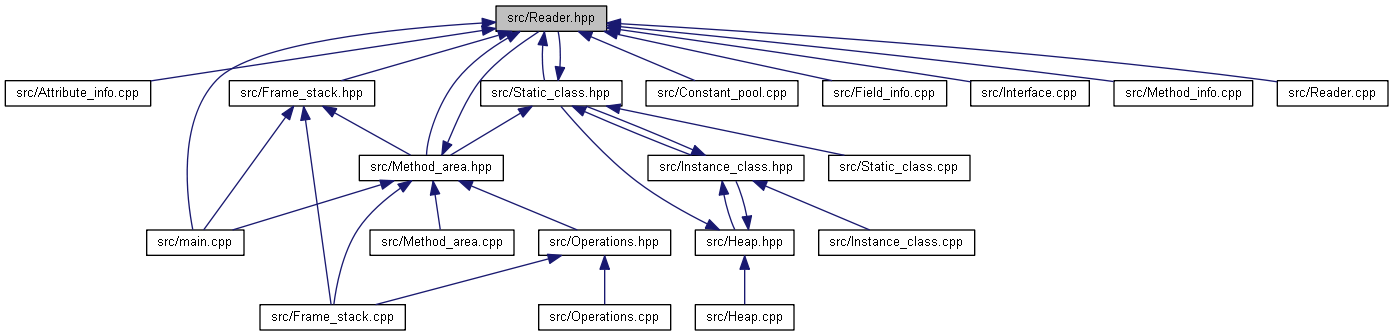 src/Reader.hpp
src/Attribute_info.cpp
src/Frame_stack.hpp
src/Static_class.hpp
src/Constant_pool.cpp
src/Field_info.cpp
src/Interface.cpp
src/Method_info.cpp
src/Reader.cpp
src/Method_area.hpp
src/Instance_class.hpp
src/Static_class.cpp
src/main.cpp
src/Method_area.cpp
src/Operations.hpp
src/Heap.hpp
src/Instance_class.cpp
src/Frame_stack.cpp
src/Operations.cpp
src/Heap.cpp